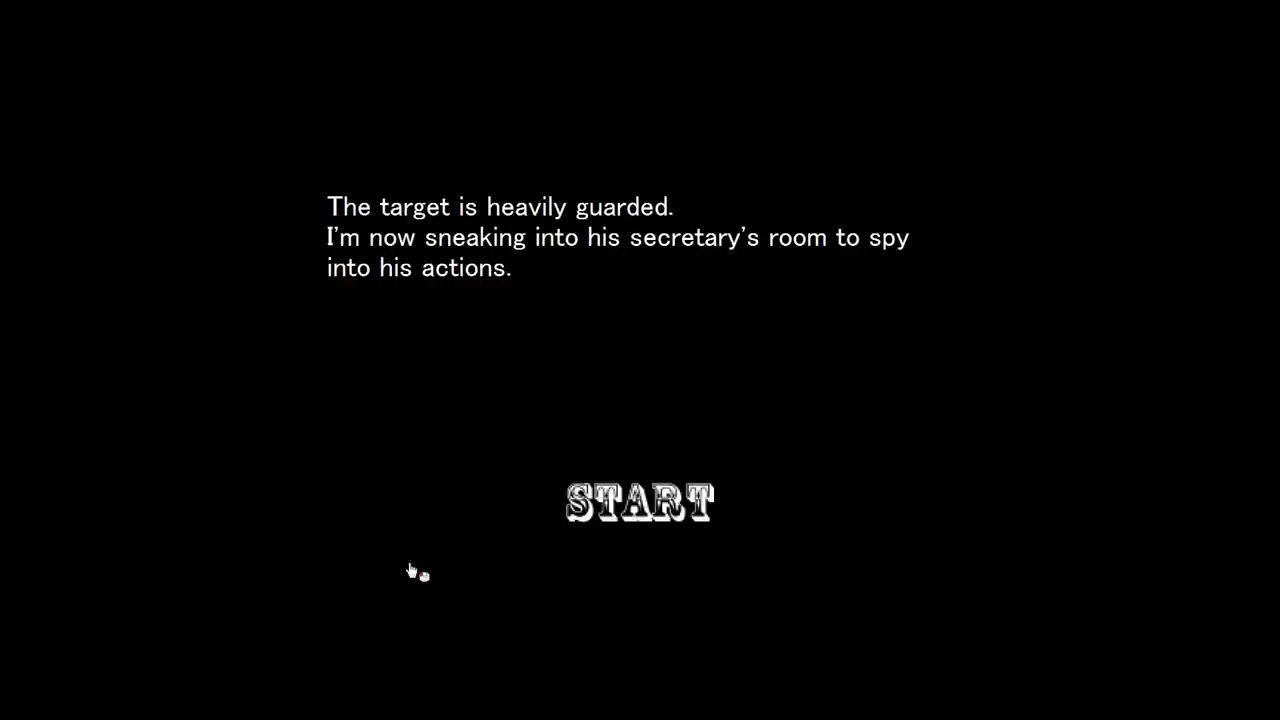 The target is heavily guarded.
I'm now sneaking into his secretary's room to spy
into his actions.
START